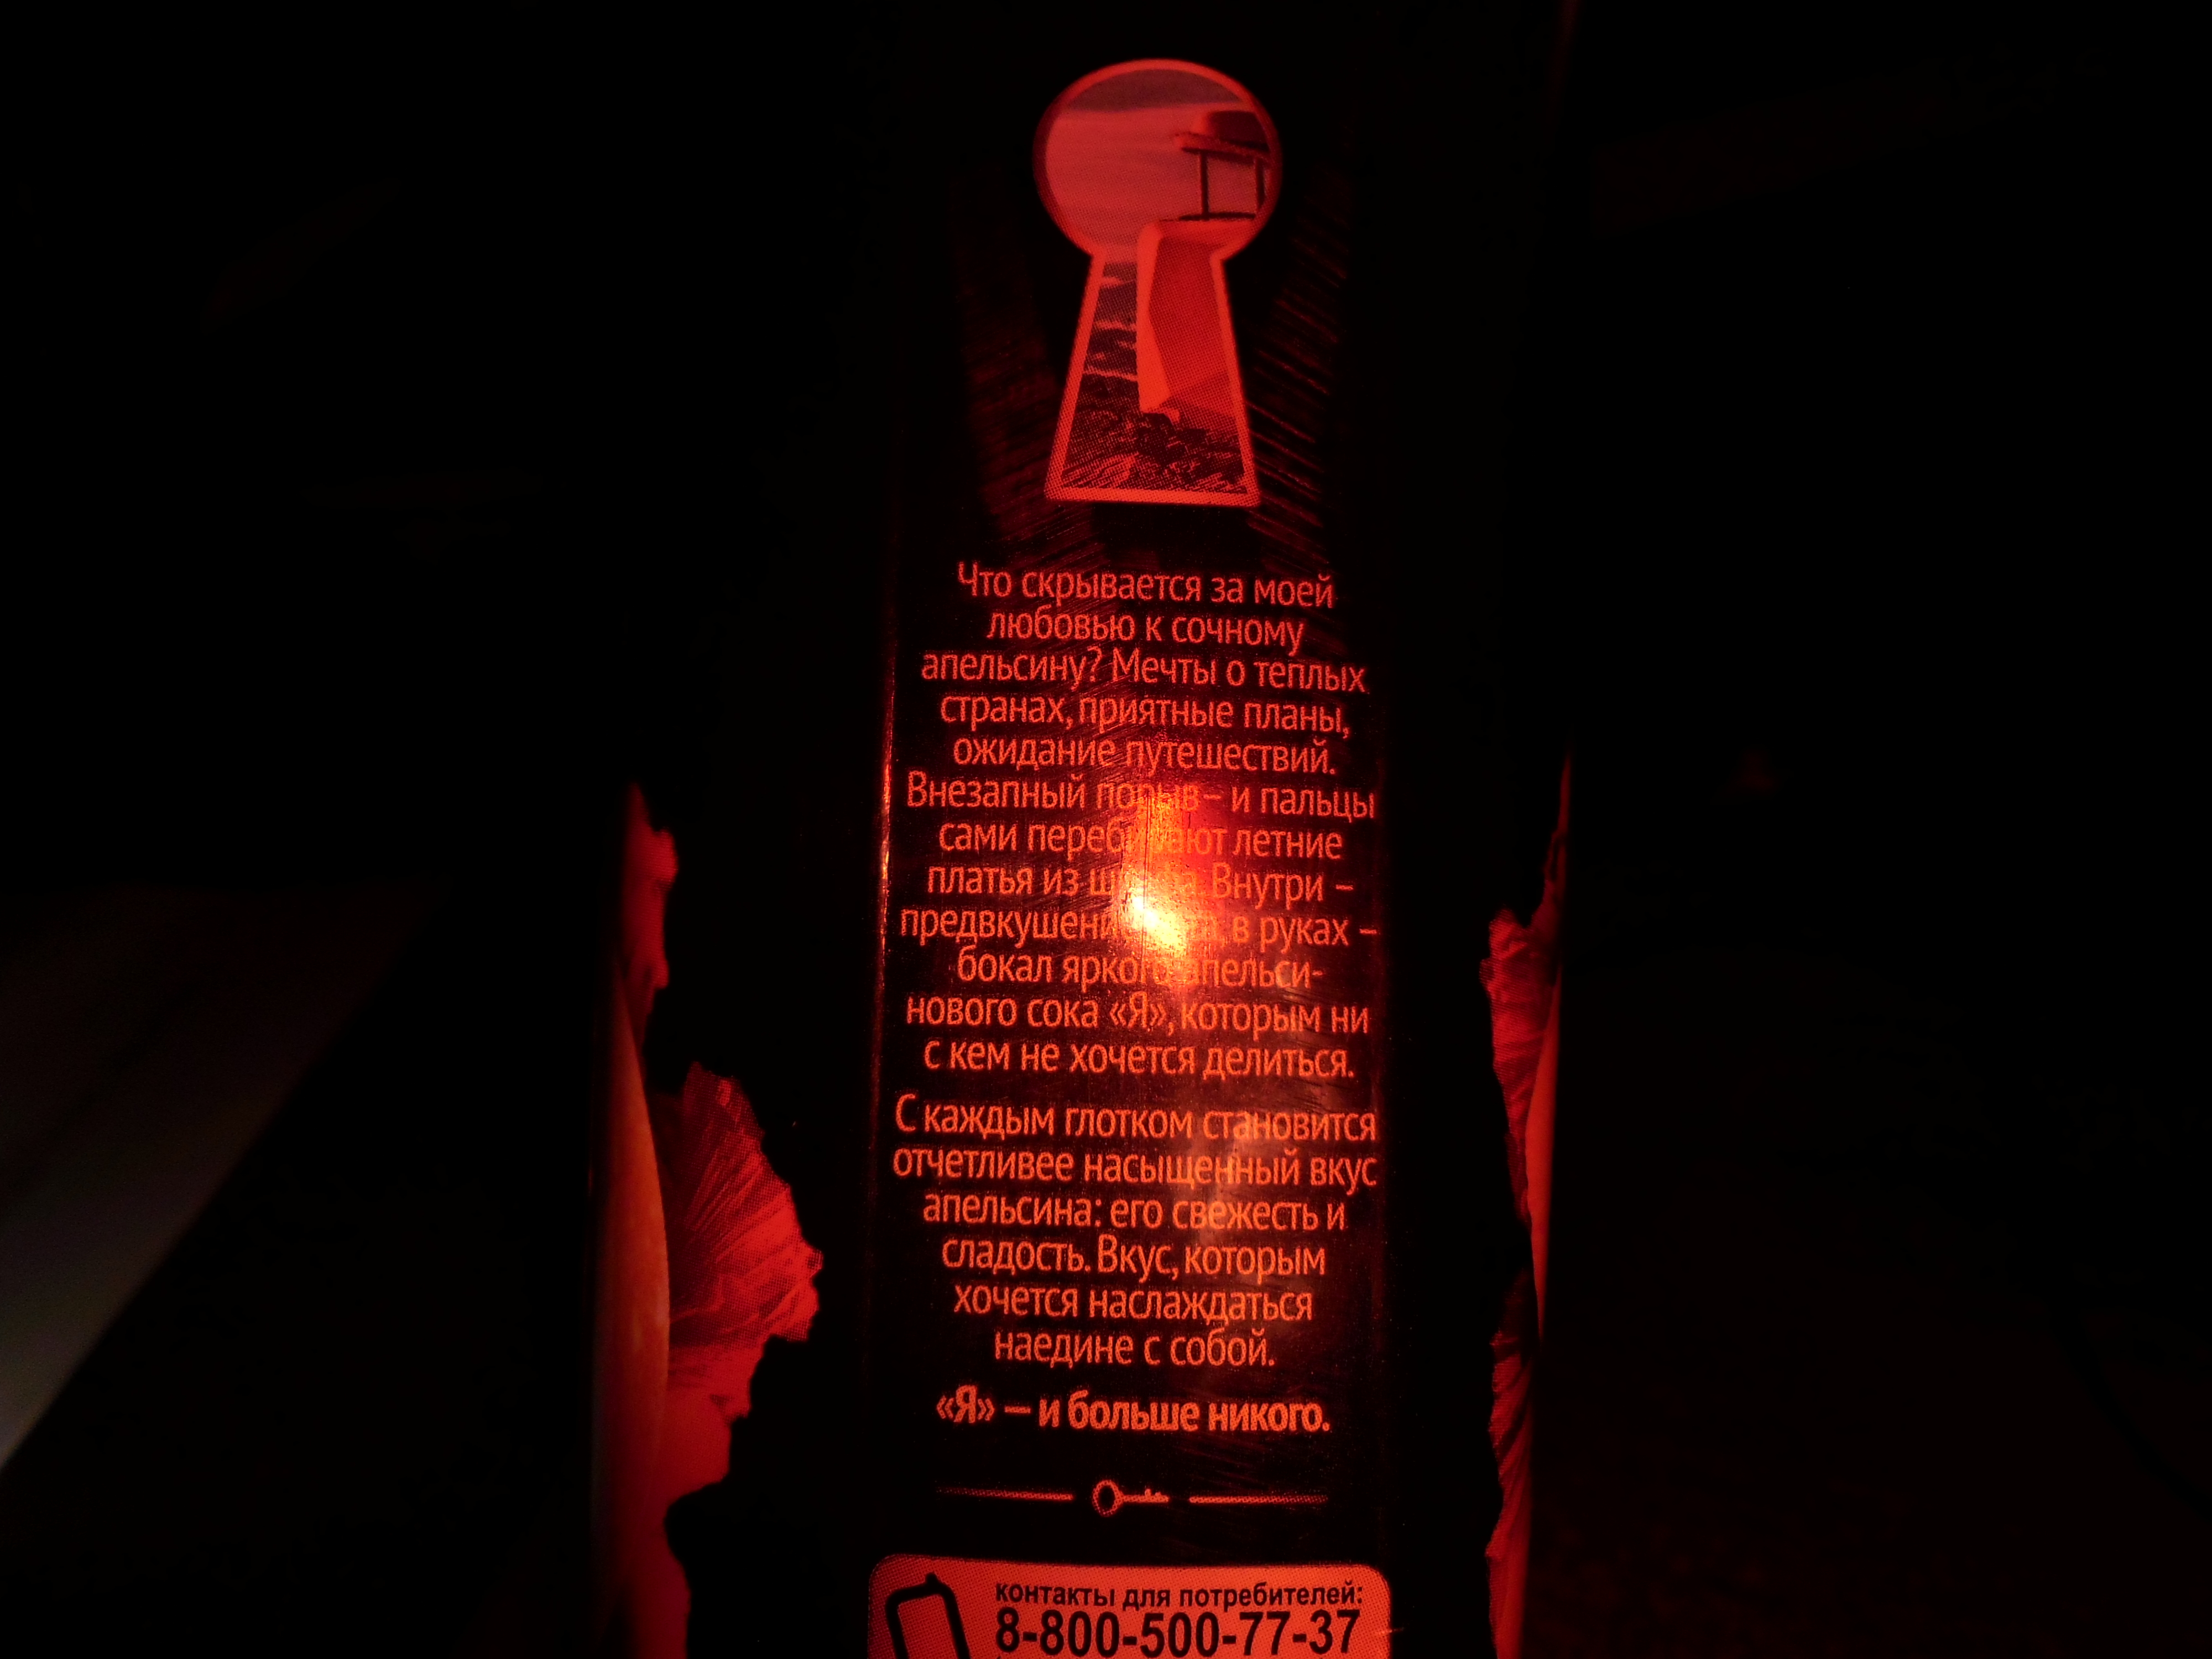 Что скрывается за моей
любовью к сочному
апельсину? Мечты о теплых
странах, приятные планы,
ожидание путешествий.
Внезапный порыв – и пальцы
сами перебирают летние
платья из шкафа. Внутри –
предвкушение, а в руках –
бокал яркого апельси-
нового сока «Я», которым ни
с кем не хочется делиться.
С каждым глотком становится
отчетливее насыщенный вкус
апельсина: его свежесть и
сладость. Вкус, которым
хочется наслаждаться
наедине с собой.
«Я» — и больше никого.
контакты для потребителей:
8-800-500-77-37